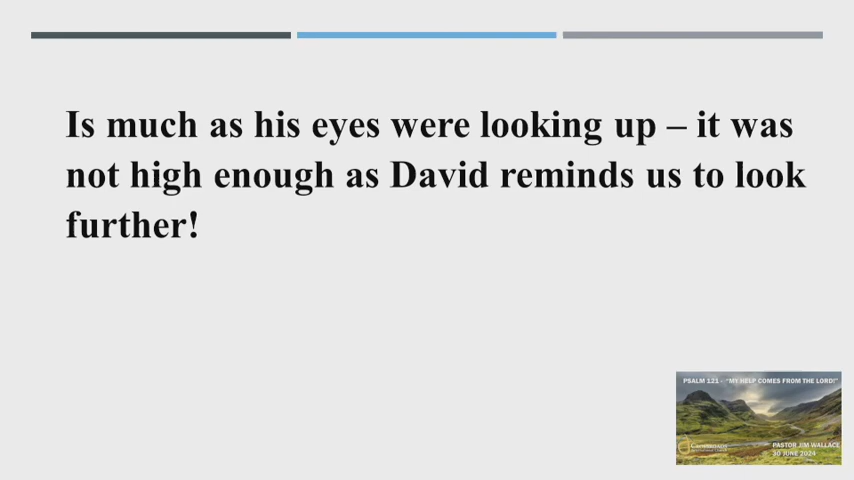 Is much as his eyes were looking up – it was
not high enough as David reminds us to look
further!
PSALM 121 - "MY HELP COMES FROM THE LORD!"
CROSSROADS
PASTOR JIM WALLACE
30 JUNE 2024